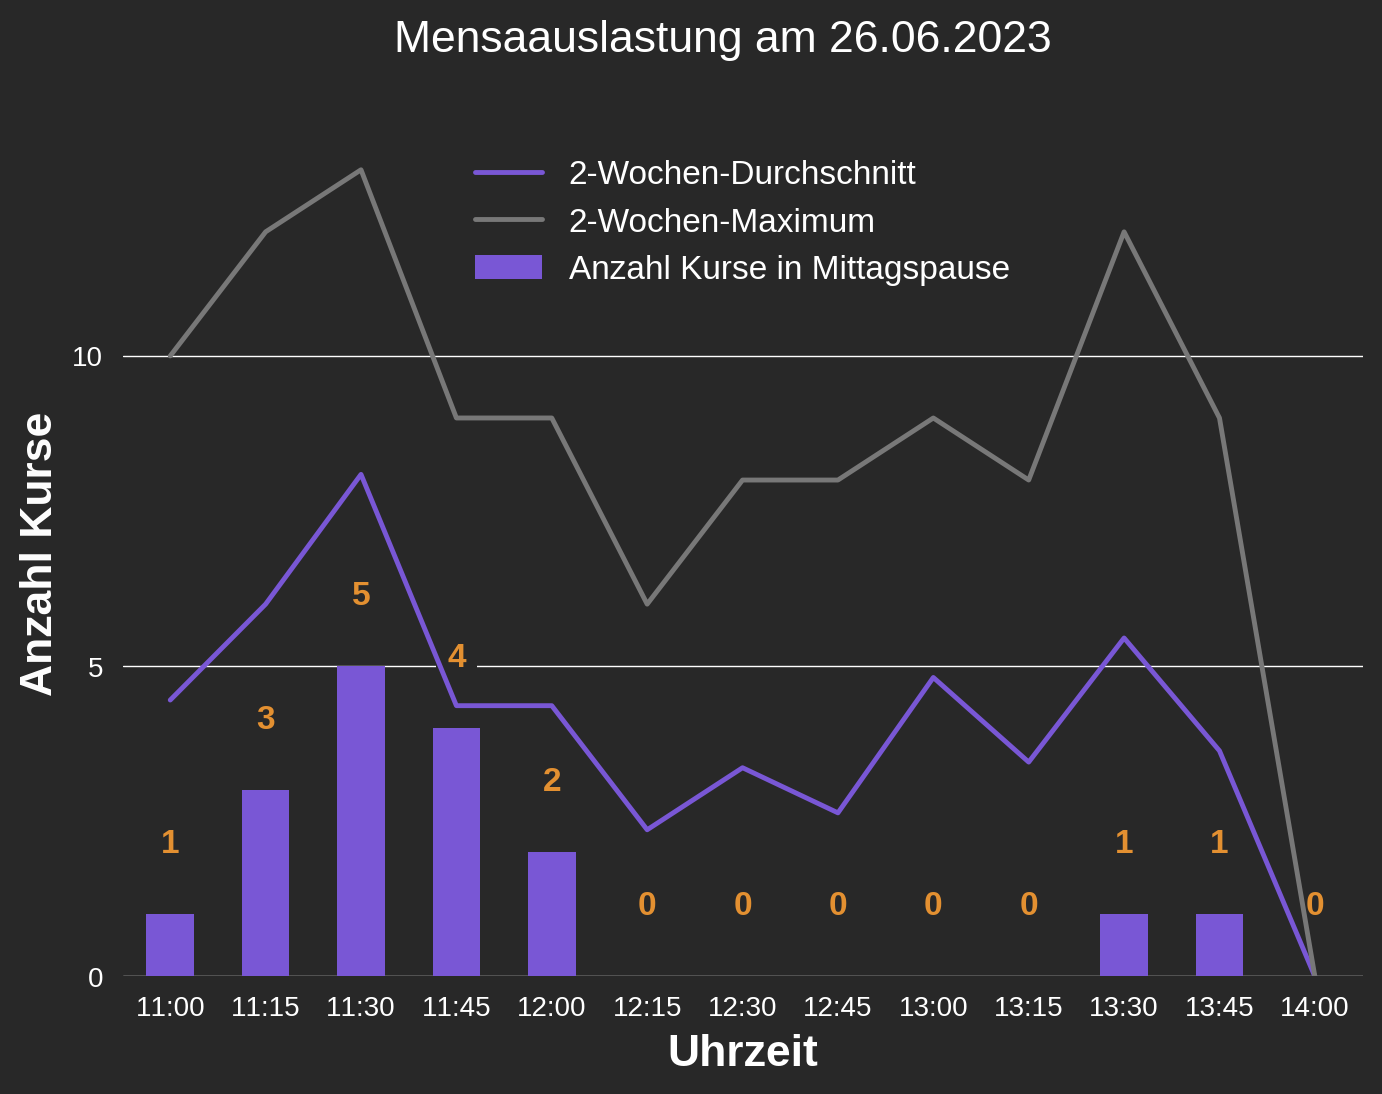 Mensaauslastung am 26.06.2023
2-Wochen-Durchschnitt
2-Wochen-Maximum
Anzahl Kurse in Mittagspause
Anzahl Kurse
10
5
0
1
3
5
4
2
0
0
0
0
0
1
1
0
11:00 11:15 11:30 11:45 12:00 12:15 12:30 12:45 13:00 13:15 13:30 13:45 14:00
Uhrzeit